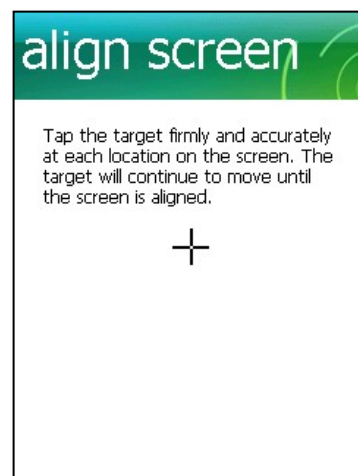 align screen
Tap the target firmly and accurately
at each location on the screen. The
target will continue to move until
the screen is aligned.